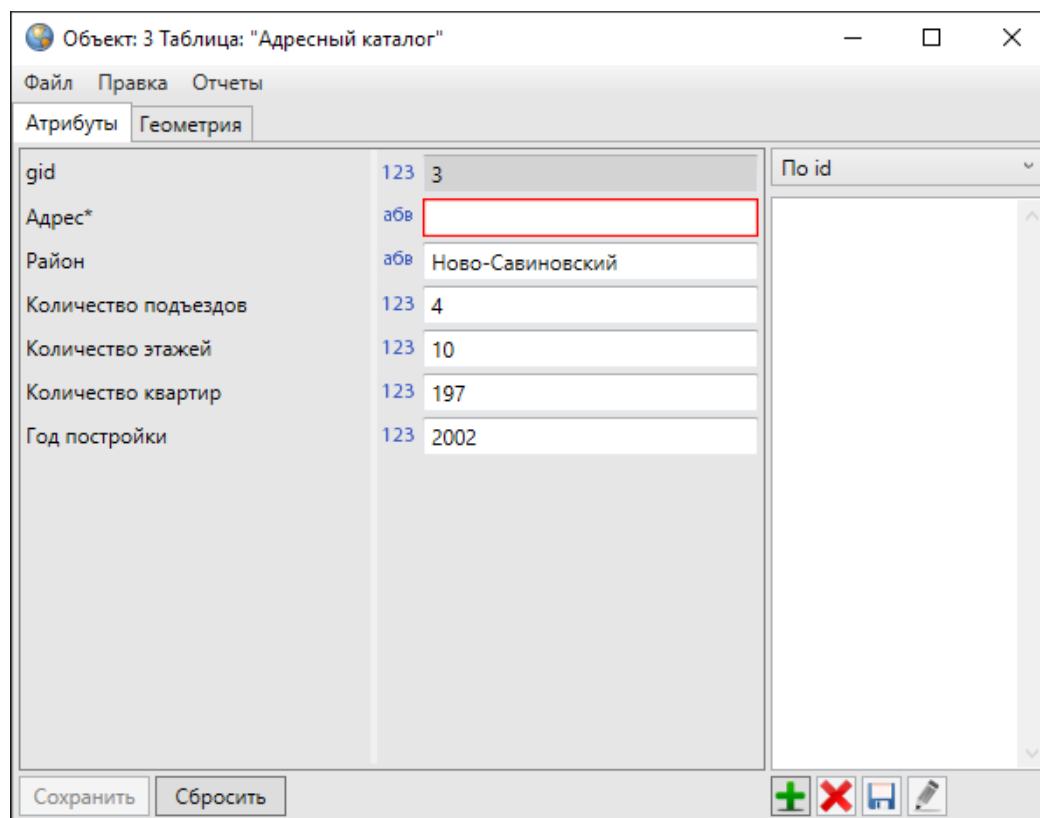 Объект: 3 Таблица: "Адресный каталог"
Файл Правка Отчеты
Атрибуты Геометрия
gid 123 3
По id
Адрес* абв
Район абв Ново-Савиновский
Количество подъездов 123 4
Количество этажей 123 10
Количество квартир 123 197
Год постройки 123 2002
Сохранить Сбросить